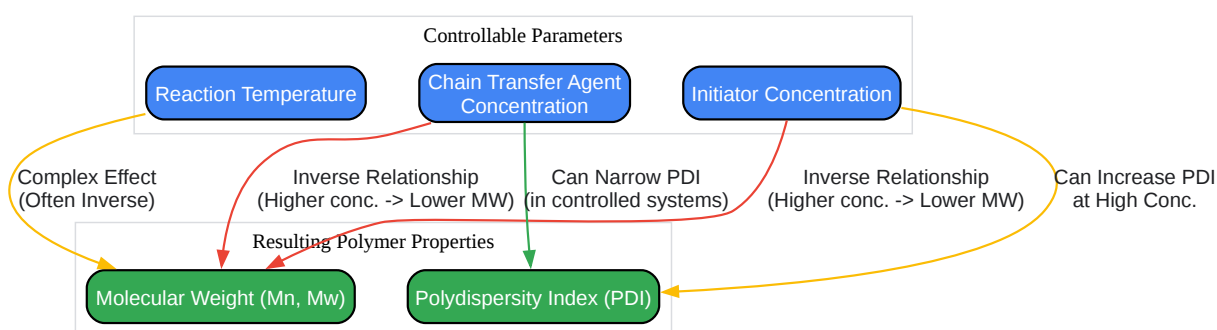 Controllable Parameters
Reaction Temperature
Chain Transfer Agent
Concentration
Initiator Concentration
Complex Effect
(Often Inverse)
Inverse Relationship
(Higher conc. -> Lower MW)
Can Narrow PDI
(in controlled systems)
Inverse Relationship
(Higher conc. -> Lower MW)
Can Increase PDI
at High Conc.
Resulting Polymer Properties
Molecular Weight (Mn, Mw)
Polydispersity Index (PDI)